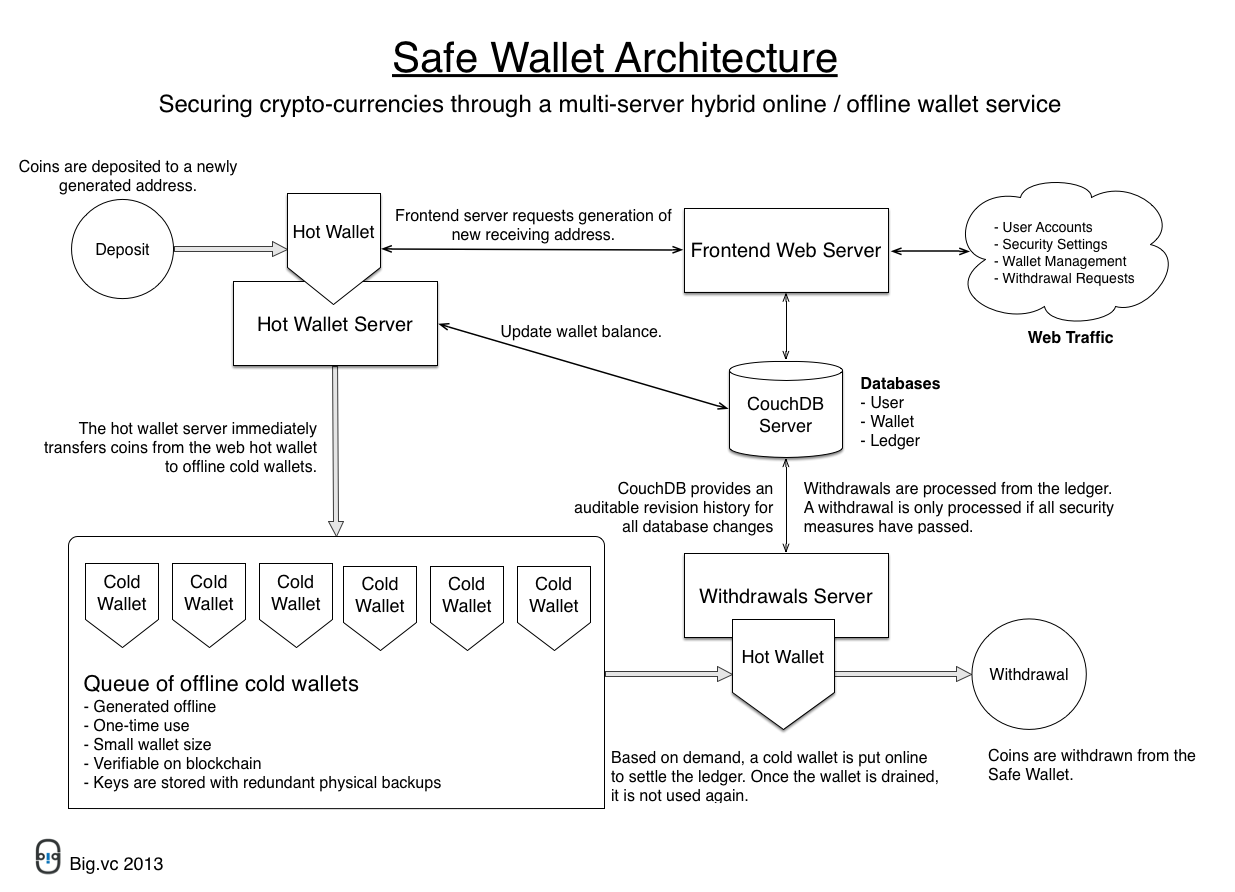 Safe Wallet Architecture
Securing crypto-currencies through a multi-server hybrid online / offline wallet service
Coins are deposited to a newly
generated address.
Deposit
Hot Wallet
Frontend server requests generation of
new receiving address.
Frontend Web Server
- User Accounts
- Security Settings
- Wallet Management
- Withdrawal Requests
Web Traffic
Hot Wallet Server
Update wallet balance.
CouchDB
Server
Databases
- User
- Wallet
- Ledger
The hot wallet server immediately
transfers coins from the web hot wallet
to offline cold wallets.
CouchDB provides an
auditable revision history for
all database changes
Withdrawals are processed from the ledger.
A withdrawal is only processed if all security
measures have passed.
Cold
Wallet
Cold
Wallet
Cold
Wallet
Cold
Wallet
Cold
Wallet
Cold
Wallet
Queue of offline cold wallets
- Generated offline
- One-time use
- Small wallet size
- Verifiable on blockchain
- Keys are stored with redundant physical backups
Withdrawals Server
Hot Wallet
Withdrawal
Based on demand, a cold wallet is put online
to settle the ledger. Once the wallet is drained,
it is not used again.
Coins are withdrawn from the
Safe Wallet.
big
Big.vc 2013